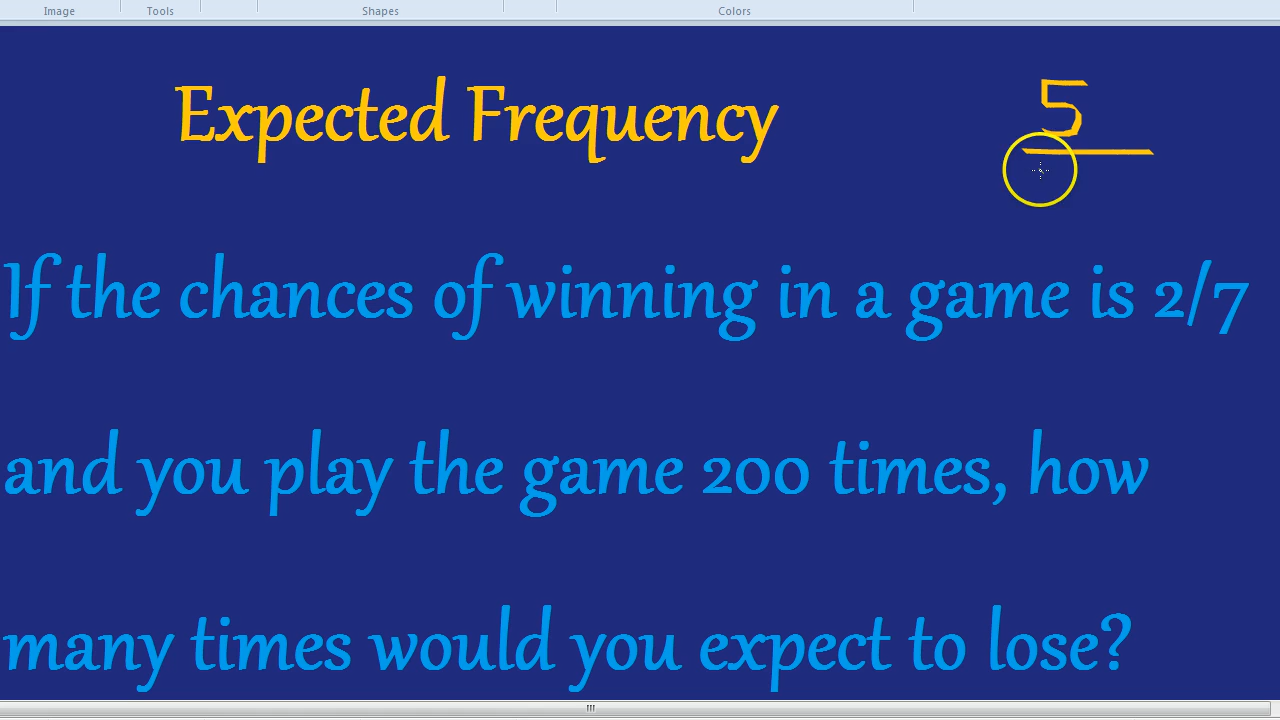 Image Tools Shapes Colors
Expected Frequency 5
If the chances of winning in a game is 2/7
and you play the game 200 times, how
many times would you expect to lose?